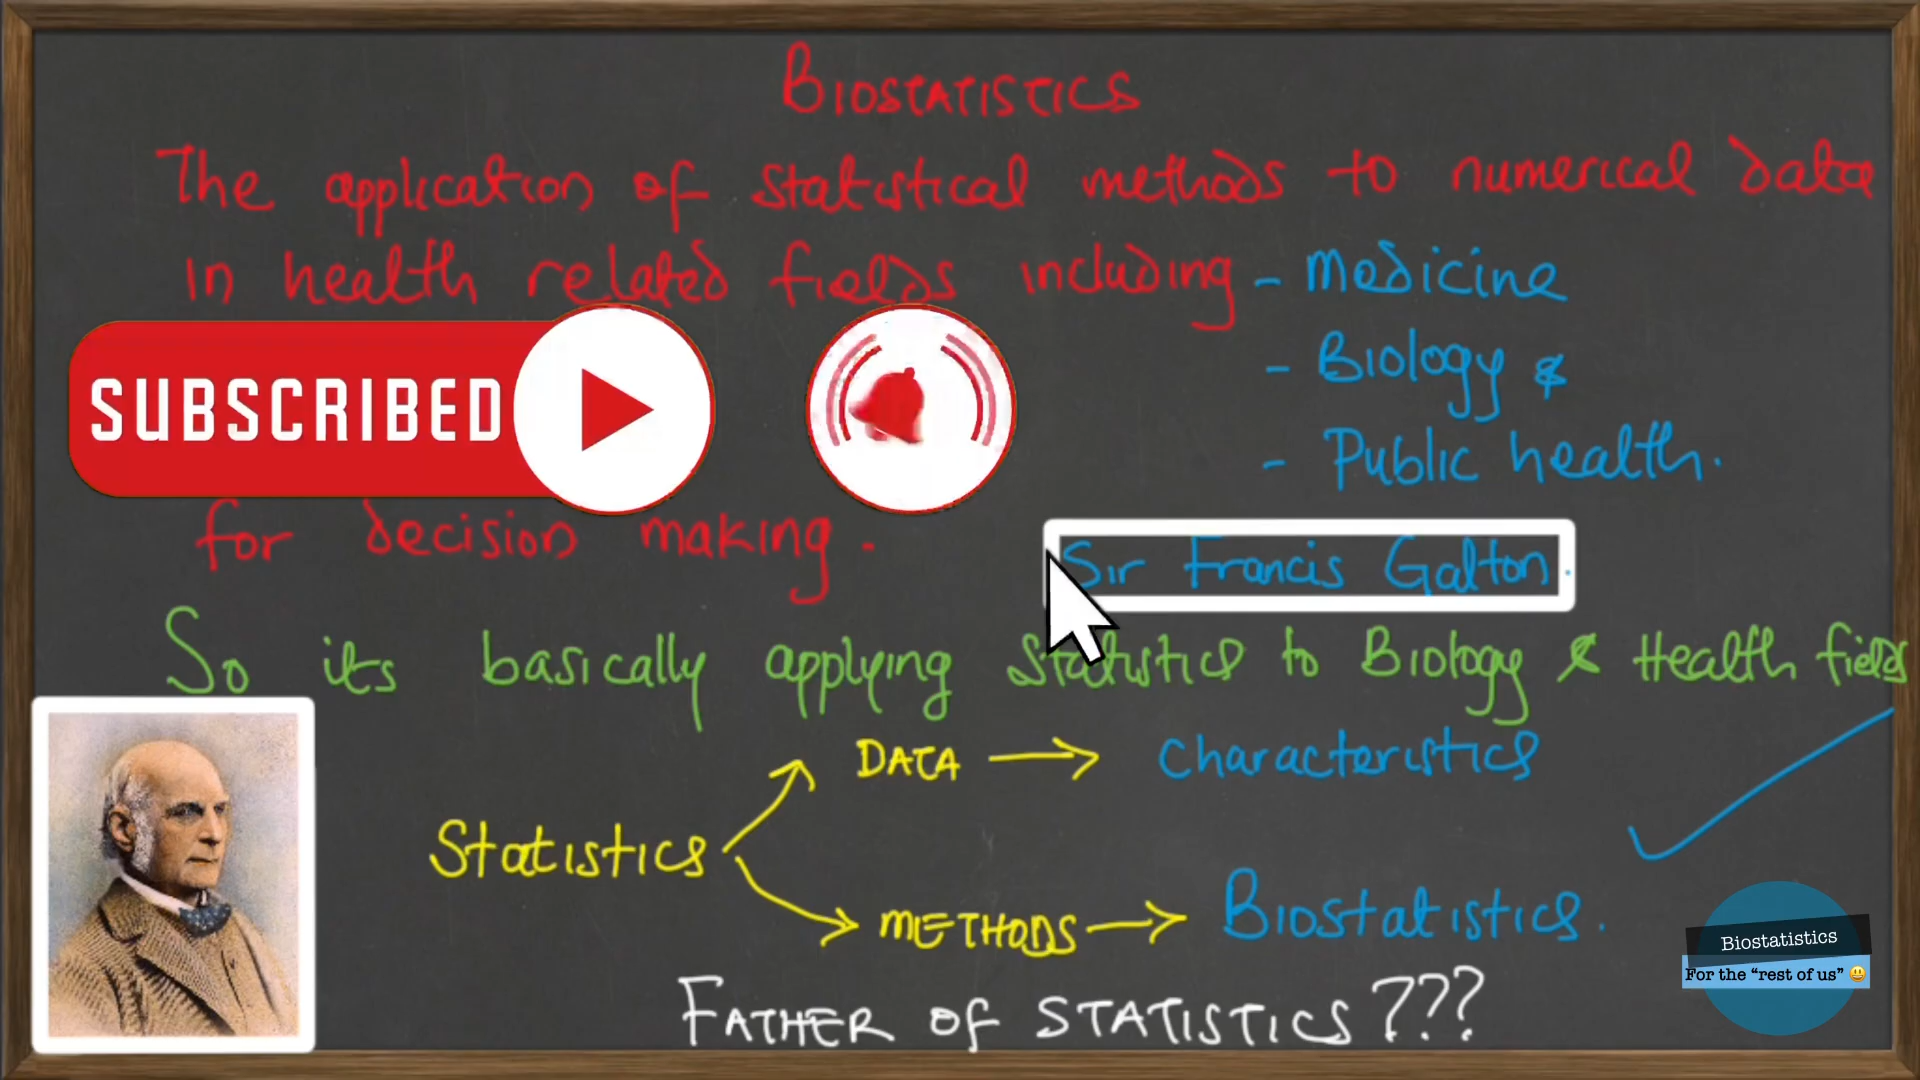 BIOSTATISTICS
The application of statistical methods to numerical data
in health related fields including - Medicine
- Biology &
- Public health.
SUBSCRIBED
for decision making.
Sir Francis Galton.
So its basically applying statistics to Biology & Health fields
DATA → Characteristics
Statistics
METHODS → Biostatistics.
Biostatistics
For the “rest of us” 😃
FATHER OF STATISTICS???